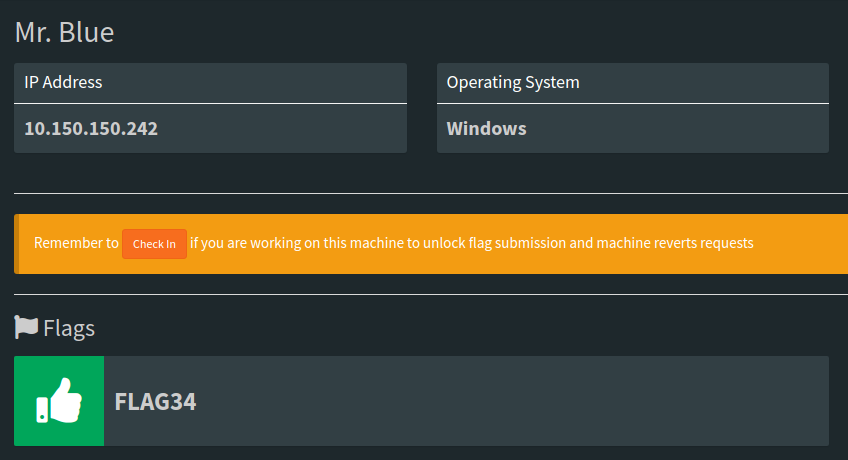 Mr. Blue
IP Address
10.150.150.242
Operating System
Windows
Remember to Check In if you are working on this machine to unlock flag submission and machine reverts requests
Flags
FLAG34